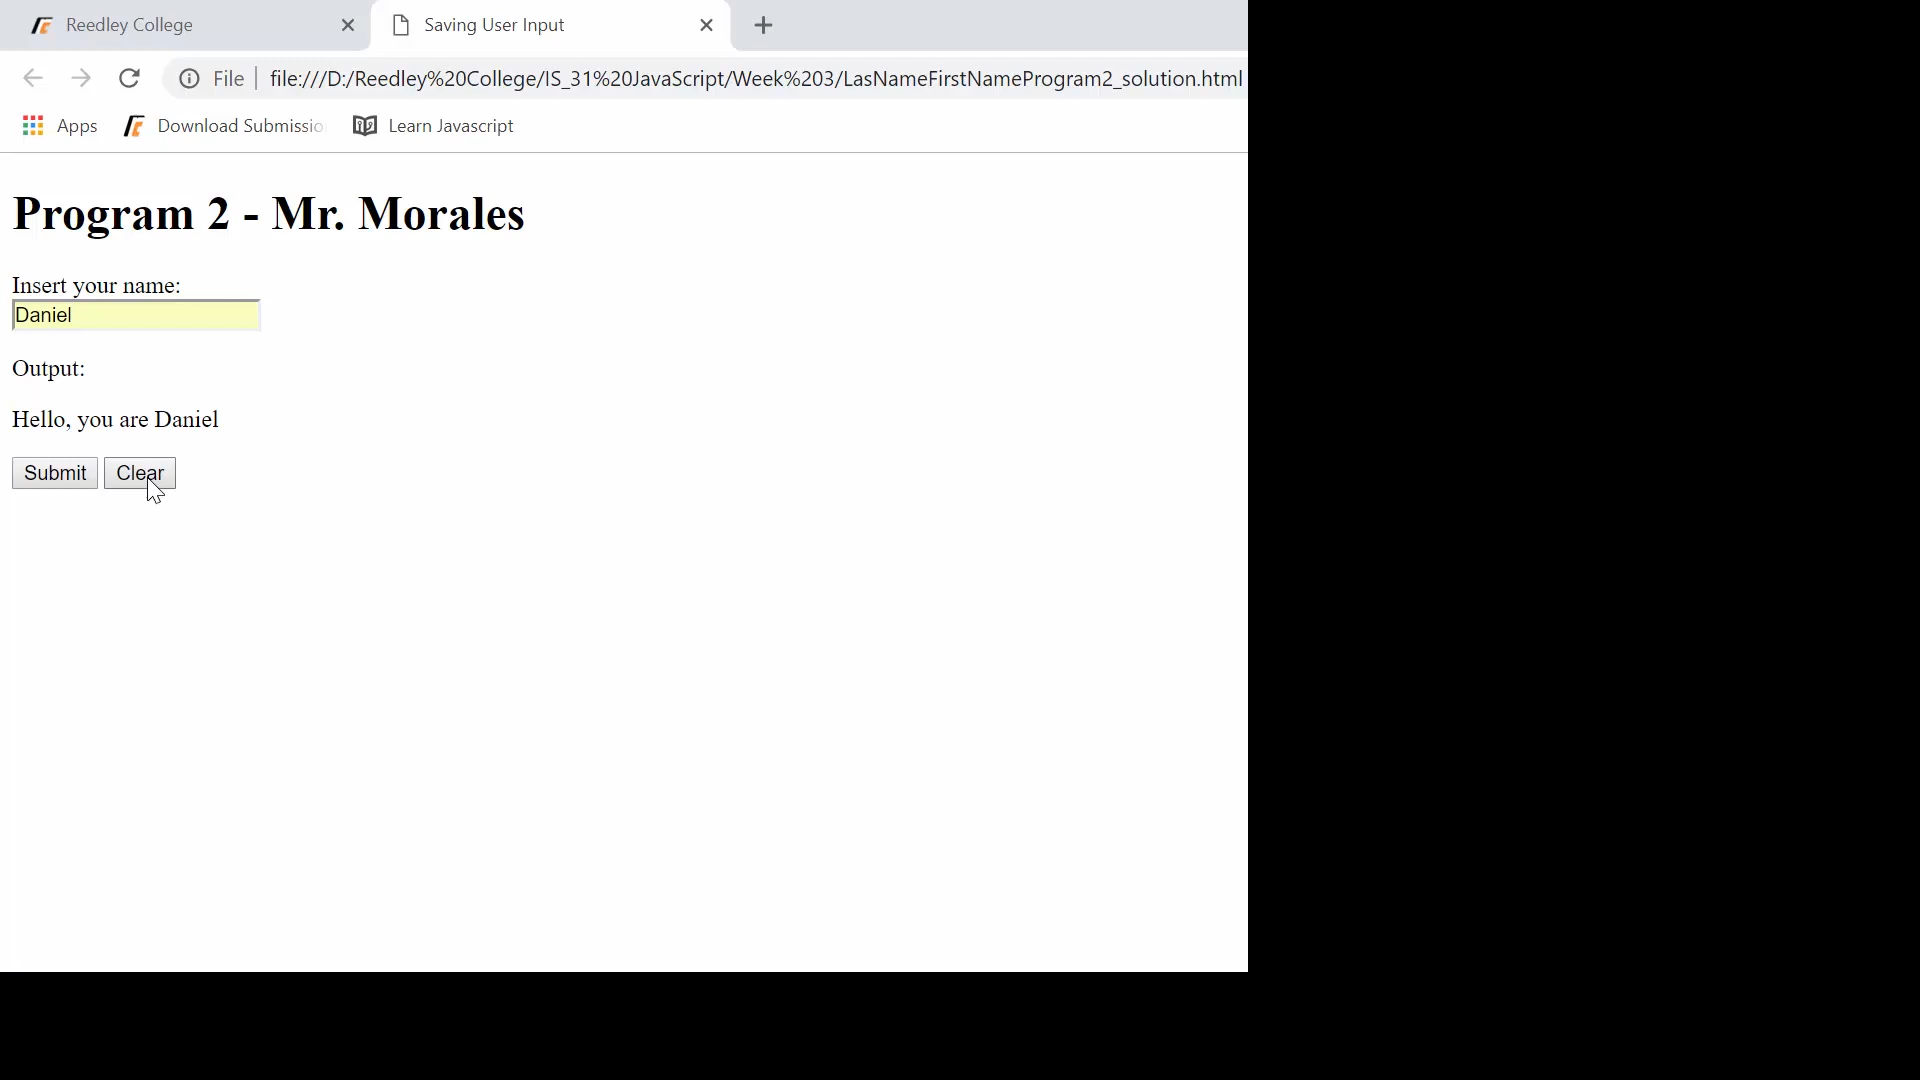 Reedley College
Saving User Input
File
file:///D:/Reedley%20College/IS_31%20JavaScript/Week%203/LasNameFirstNameProgram2_solution.html
Apps
Download Submissio
Learn Javascript
Program 2 - Mr. Morales
Insert your name:
Daniel
Output:
Hello, you are Daniel
Submit
Clear